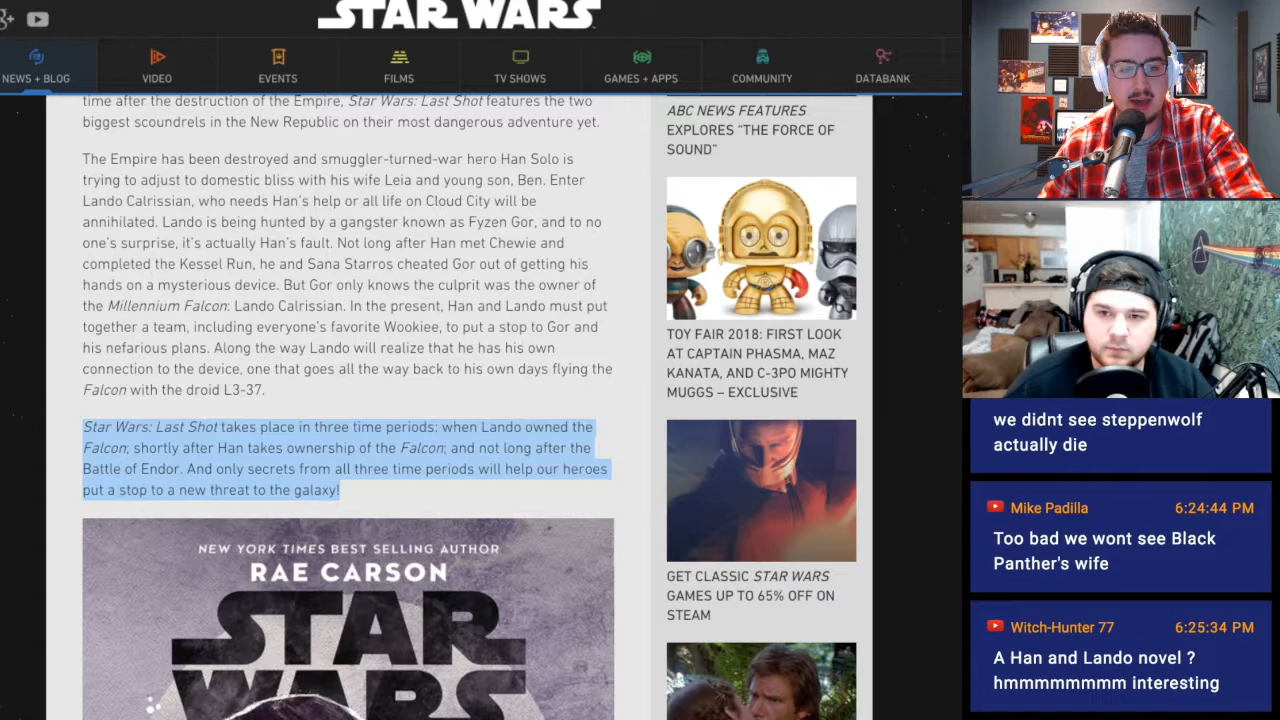 STAR WARS
NEWS + BLOG
VIDEO
EVENTS
FILMS
TV SHOWS
GAMES + APPS
COMMUNITY
DATABANK
time after the destruction of the Empire, Star Wars: Last Shot features the two
biggest scoundrels in the New Republic on their most dangerous adventure yet.
The Empire has been destroyed and smuggler-turned-war hero Han Solo is
trying to adjust to domestic bliss with his wife Leia and young son, Ben. Enter
Lando Calrissian, who needs Han's help or all life on Cloud City will be
annihilated. Lando is being hunted by a gangster known as Fyzen Gor, and to no
one's surprise, it's actually Han's fault. Not long after Han met Chewie and
completed the Kessel Run, he and Sana Starros cheated Gor out of getting his
hands on a mysterious device. But Gor only knows the culprit was the owner of
the Millennium Falcon: Lando Calrissian. In the present, Han and Lando must put
together a team, including everyone's favorite Wookiee, to put a stop to Gor and
his nefarious plans. Along the way Lando will realize that he has his own
connection to the device, one that goes all the way back to his own days flying the
Falcon with the droid L3-37.
Star Wars: Last Shot takes place in three time periods: when Lando owned the
Falcon; shortly after Han takes ownership of the Falcon; and not long after the
Battle of Endor. And only secrets from all three time periods will help our heroes
put a stop to a new threat to the galaxy!
NEW YORK TIMES BEST SELLING AUTHOR
RAE CARSON
STAR
WARS
ABC NEWS FEATURES
EXPLORES "THE FORCE OF
SOUND"
TOY FAIR 2018: FIRST LOOK
AT CAPTAIN PHASMA, MAZ
KANATA, AND C-3PO MIGHTY
MUGGS – EXCLUSIVE
GET CLASSIC STAR WARS
GAMES UP TO 65% OFF ON
STEAM
we didnt see steppenwolf
actually die
Mike Padilla 6:24:44 PM
Too bad we wont see Black
Panther's wife
Witch-Hunter 77 6:25:34 PM
A Han and Lando novel ?
hmmmmmmmm interesting